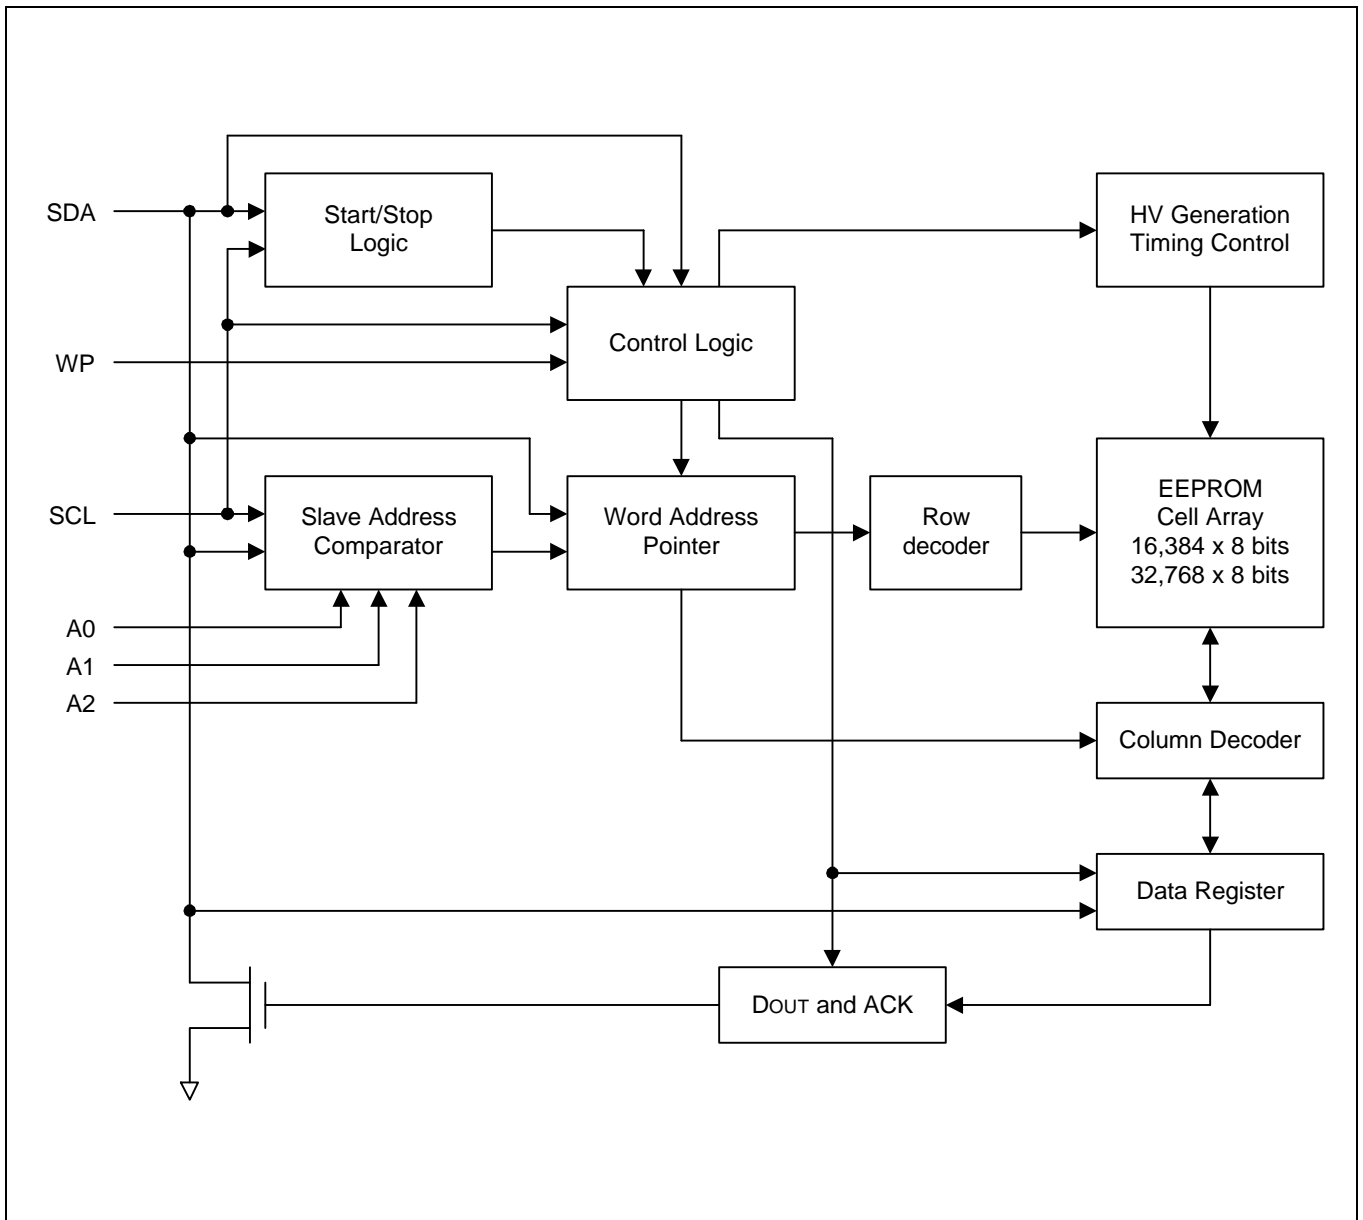 SDA
Start/Stop
Logic
HV Generation
Timing Control
WP
Control Logic
SCL
Slave Address
Comparator
Word Address
Pointer
Row
decoder
EEPROM
Cell Array
16,384 x 8 bits
32,768 x 8 bits
A0
A1
A2
Column Decoder
Data Register
DOUT and ACK